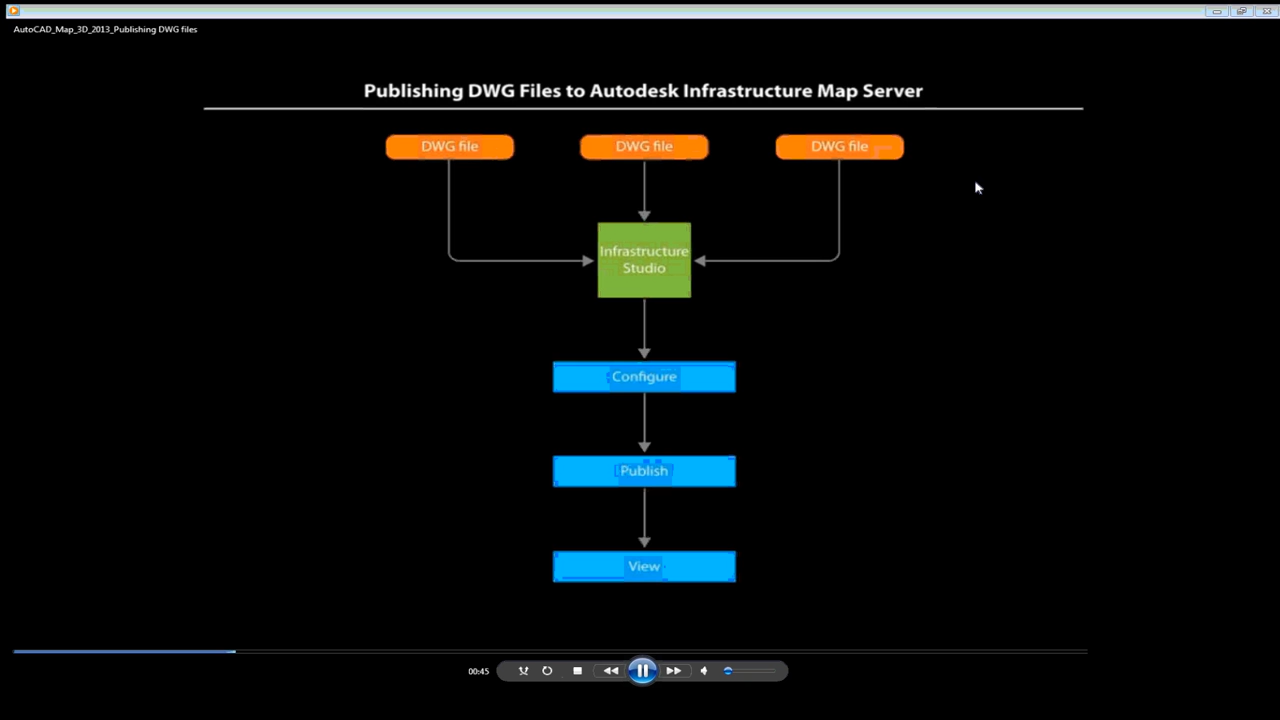 AutoCAD_Map_3D_2013_Publishing DWG files
Publishing DWG Files to Autodesk Infrastructure Map Server
DWG file
DWG file
DWG file
Infrastructure
Studio
Configure
Publish
View
00:45